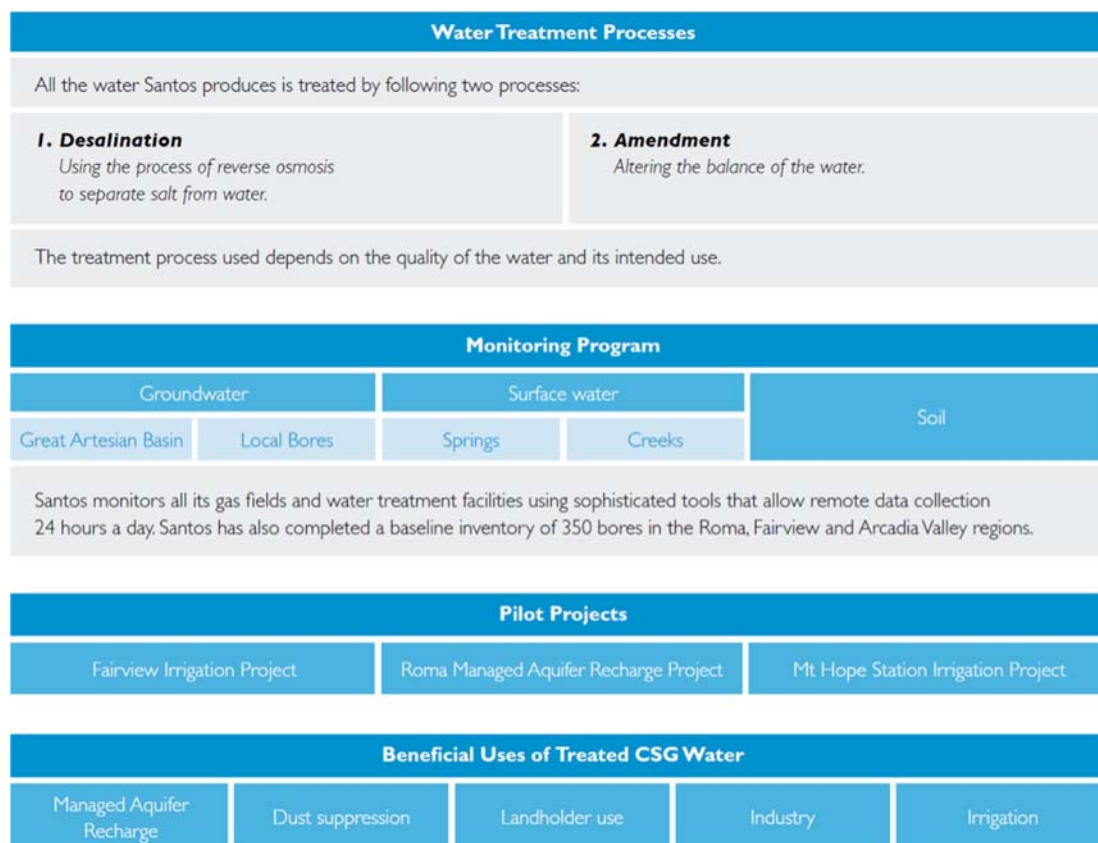 Water Treatment Processes
All the water Santos produces is treated by following two processes:
1. Desalination
Using the process of reverse osmosis
to separate salt from water.
2. Amendment
Altering the balance of the water.
The treatment process used depends on the quality of the water and its intended use.
Monitoring Program
Groundwater
Surface water
Soil
Great Artesian Basin
Local Bores
Springs
Creeks
Santos monitors all its gas fields and water treatment facilities using sophisticated tools that allow remote data collection
24 hours a day. Santos has also completed a baseline inventory of 350 bores in the Roma, Fairview and Arcadia Valley regions.
Pilot Projects
Fairview Irrigation Project
Roma Managed Aquifer Recharge Project
Mt Hope Station Irrigation Project
Beneficial Uses of Treated CSG Water
Managed Aquifer
Recharge
Dust suppression
Landholder use
Industry
Irrigation